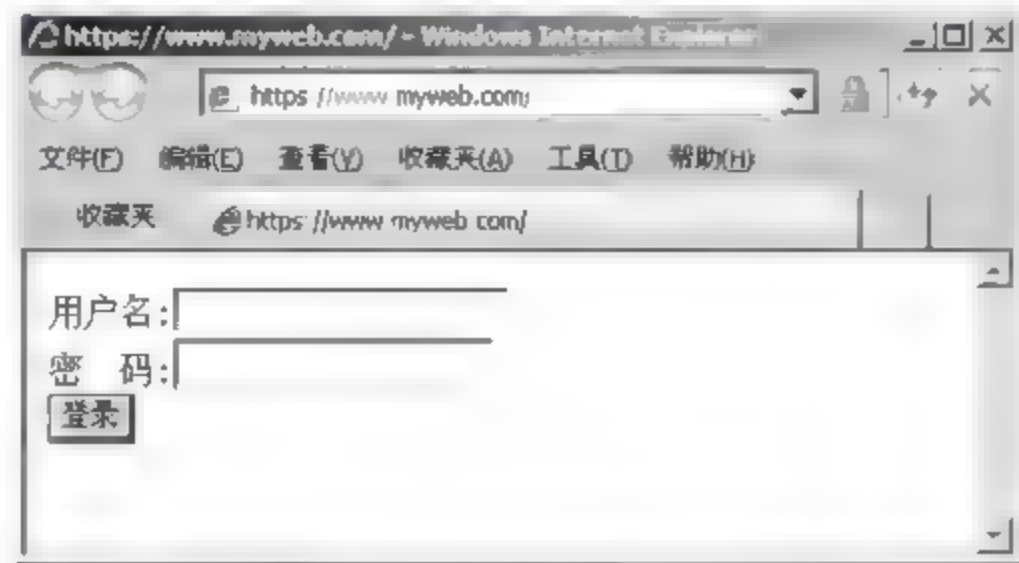 https://www.myweb.com/ - Windows Internet Explorer
https://www.myweb.com/
文件(F) 编辑(E) 查看(V) 收藏夹(A) 工具(T) 帮助(H)
收藏夹 https://www.myweb.com/
用户名:
密 码:
登录